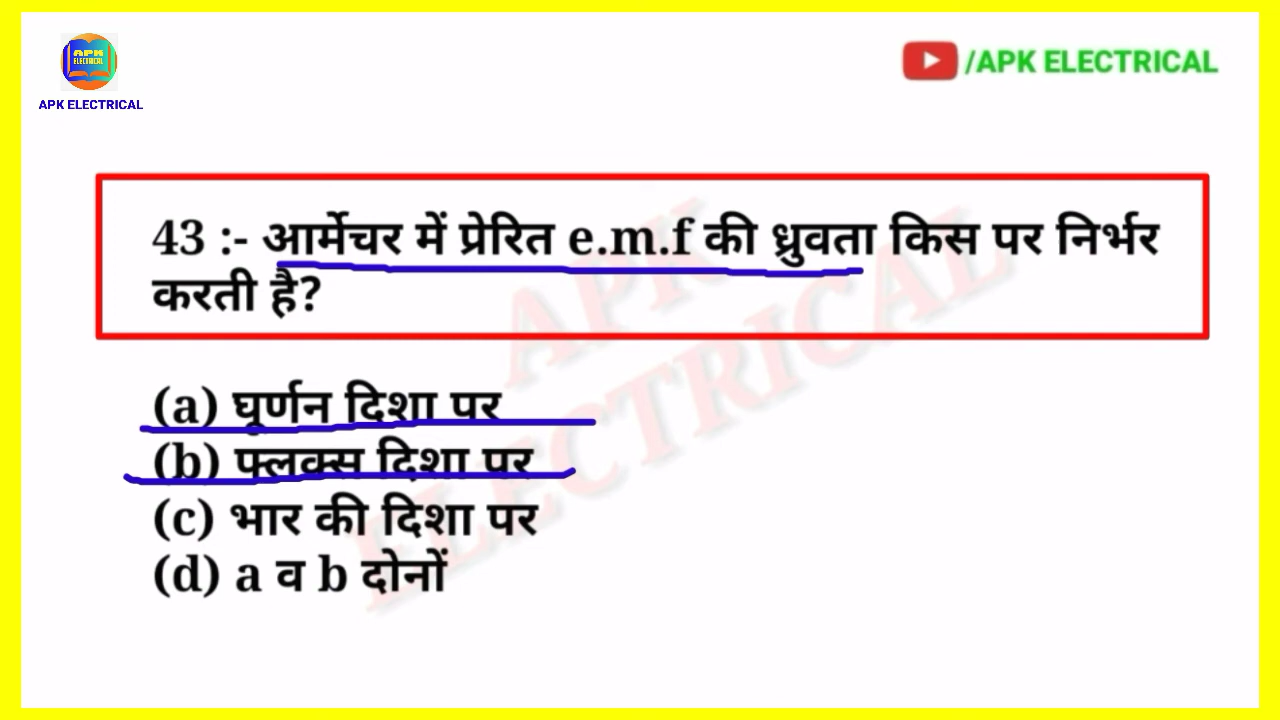 APK
ELECTRICAL
APK ELECTRICAL
/APK ELECTRICAL
43 :- आर्मेचर में प्रेरित e.m.f की ध्रुवता किस पर निर्भर
करती है?
(a) घूर्णन दिशा पर
(b) फ्लक्स दिशा पर
(c) भार की दिशा पर
(d) a व b दोनों
APK
ELECTRICAL